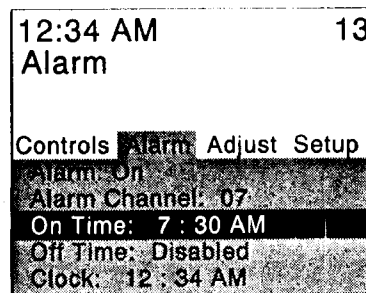 12:34 AM 13
Alarm
Controls Alarm Adjust Setup
Alarm: On
Alarm Channel: 07
On Time: 7 : 30 AM
Off Time: Disabled
Clock: 12 : 34 AM